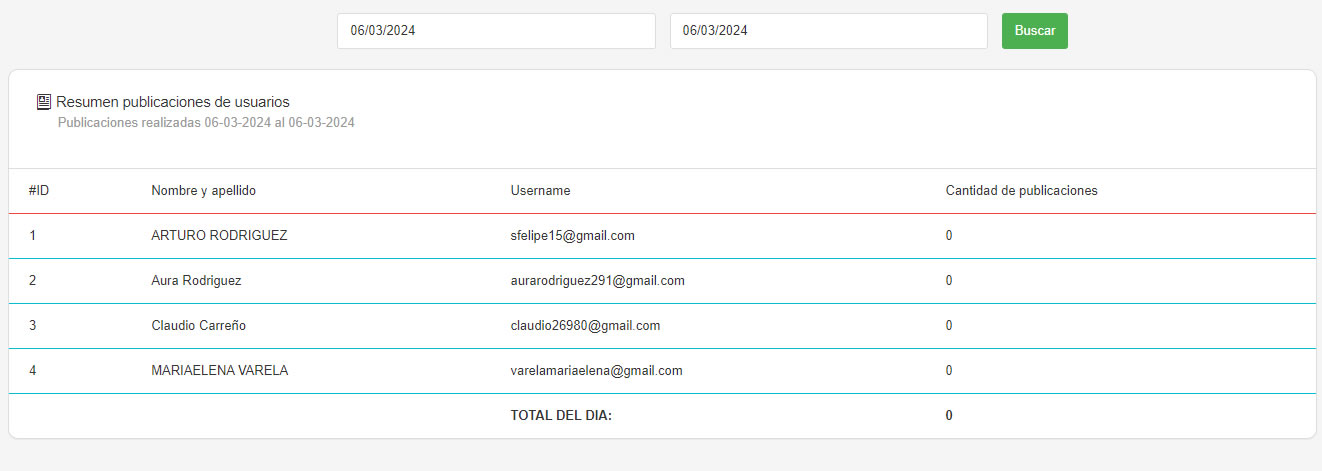 06/03/2024 06/03/2024 Buscar
Resumen publicaciones de usuarios
Publicaciones realizadas 06-03-2024 al 06-03-2024
#ID Nombre y apellido Username Cantidad de publicaciones
1 ARTURO RODRIGUEZ sfelipe15@gmail.com 0
2 Aura Rodriguez aurarodriguez291@gmail.com 0
3 Claudio Carreño claudio26980@gmail.com 0
4 MARIAELENA VARELA varelamariaelena@gmail.com 0
TOTAL DEL DIA: 0